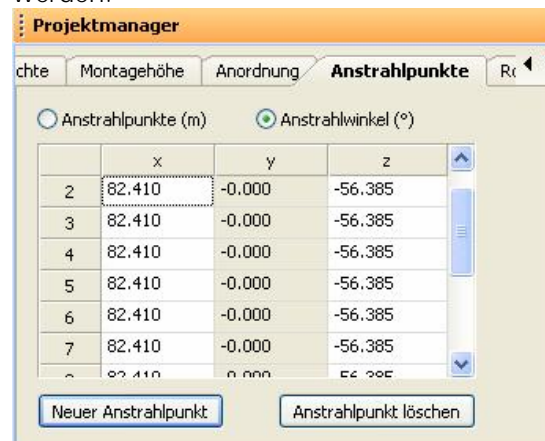 Projektmanager
Montagehöhe Anordnung Anstrahlpunkte
Anstrahlpunkte (m) Anstrahlwinkel (°)
x y z
2 82.410 -0.000 -56.385
3 82.410 -0.000 -56.385
4 82.410 -0.000 -56.385
5 82.410 -0.000 -56.385
6 82.410 -0.000 -56.385
7 82.410 -0.000 -56.385
Neuer Anstrahlpunkt Anstrahlpunkt löschen